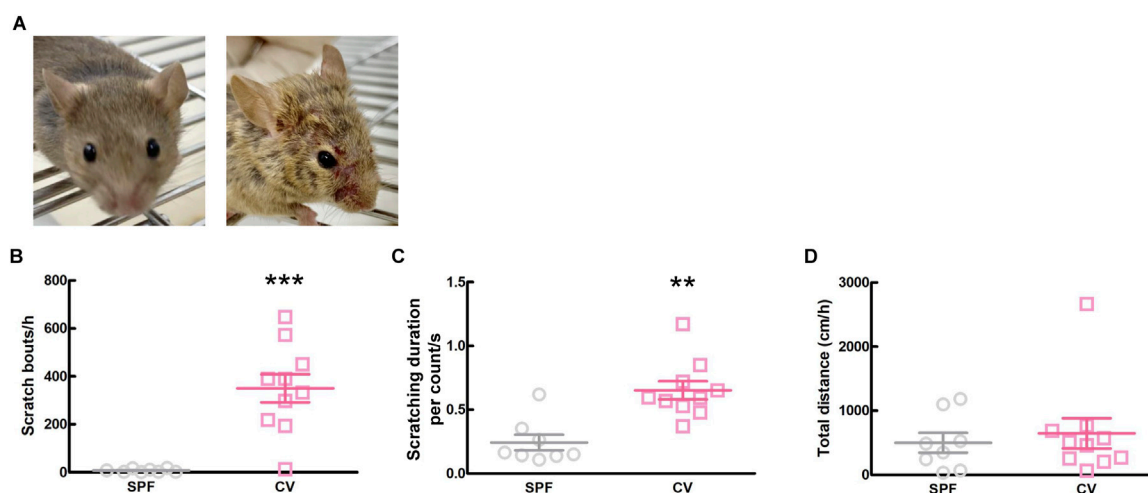 A
B
Scratch bouts/h
800
600
400
200
0
***
SPF
CV
C
Scratching duration
per count/s
1.5
1.0
0.5
0.0
**
SPF
CV
D
Total distance (cm/h)
3000
2000
1000
0
SPF
CV